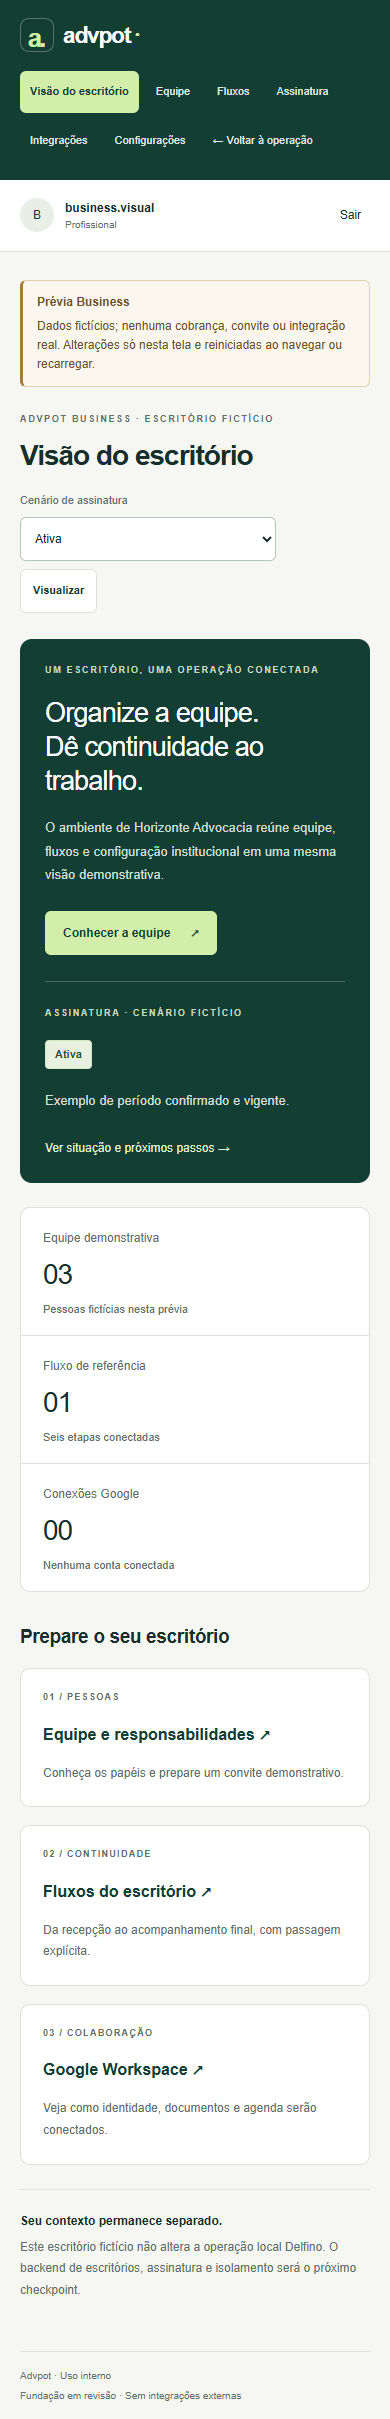 a.
advpot·
Visão do escritório
Equipe
Fluxos
Assinatura
Integrações
Configurações
← Voltar à operação
B
business.visual
Profissional
Sair
Prévia Business
Dados fictícios; nenhuma cobrança, convite ou integração
real. Alterações só nesta tela e reiniciadas ao navegar ou
recarregar.
ADVPOT BUSINESS · ESCRITÓRIO FICTÍCIO
Visão do escritório
Cenário de assinatura
Ativa
Visualizar
UM ESCRITÓRIO, UMA OPERAÇÃO CONECTADA
Organize a equipe.
Dê continuidade ao
trabalho.
O ambiente de Horizonte Advocacia reúne equipe,
fluxos e configuração institucional em uma mesma
visão demonstrativa.
Conhecer a equipe ↗
ASSINATURA · CENÁRIO FICTÍCIO
Ativa
Exemplo de período confirmado e vigente.
Ver situação e próximos passos →
Equipe demonstrativa
03
Pessoas fictícias nesta prévia
Fluxo de referência
01
Seis etapas conectadas
Conexões Google
00
Nenhuma conta conectada
Prepare o seu escritório
01 / PESSOAS
Equipe e responsabilidades ↗
Conheça os papéis e prepare um convite demonstrativo.
02 / CONTINUIDADE
Fluxos do escritório ↗
Da recepção ao acompanhamento final, com passagem
explícita.
03 / COLABORAÇÃO
Google Workspace ↗
Veja como identidade, documentos e agenda serão
conectados.
Seu contexto permanece separado.
Este escritório fictício não altera a operação local Delfino. O
backend de escritórios, assinatura e isolamento será o próximo
checkpoint.
Advpot · Uso interno
Fundação em revisão · Sem integrações externas